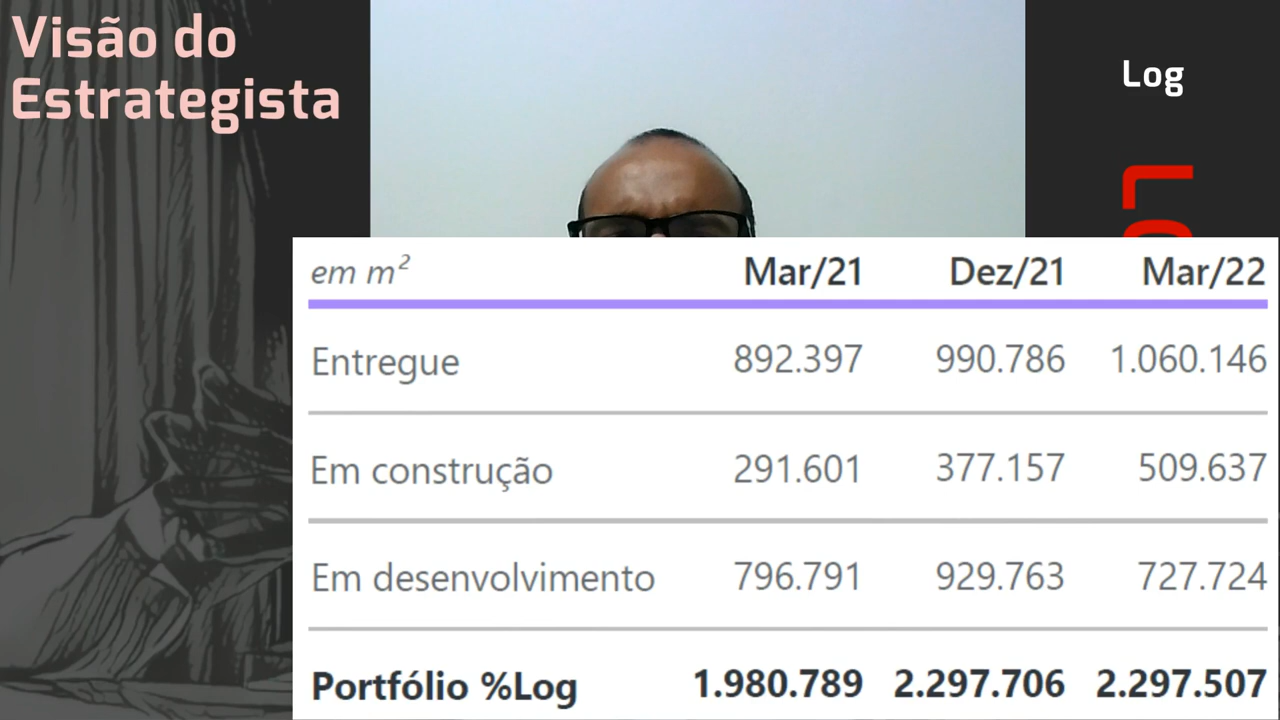 Visão do
Estrategista
Log
em m²
Mar/21 Dez/21 Mar/22
Entregue 892.397 990.786 1.060.146
Em construção 291.601 377.157 509.637
Em desenvolvimento 796.791 929.763 727.724
Portfólio %Log 1.980.789 2.297.706 2.297.507